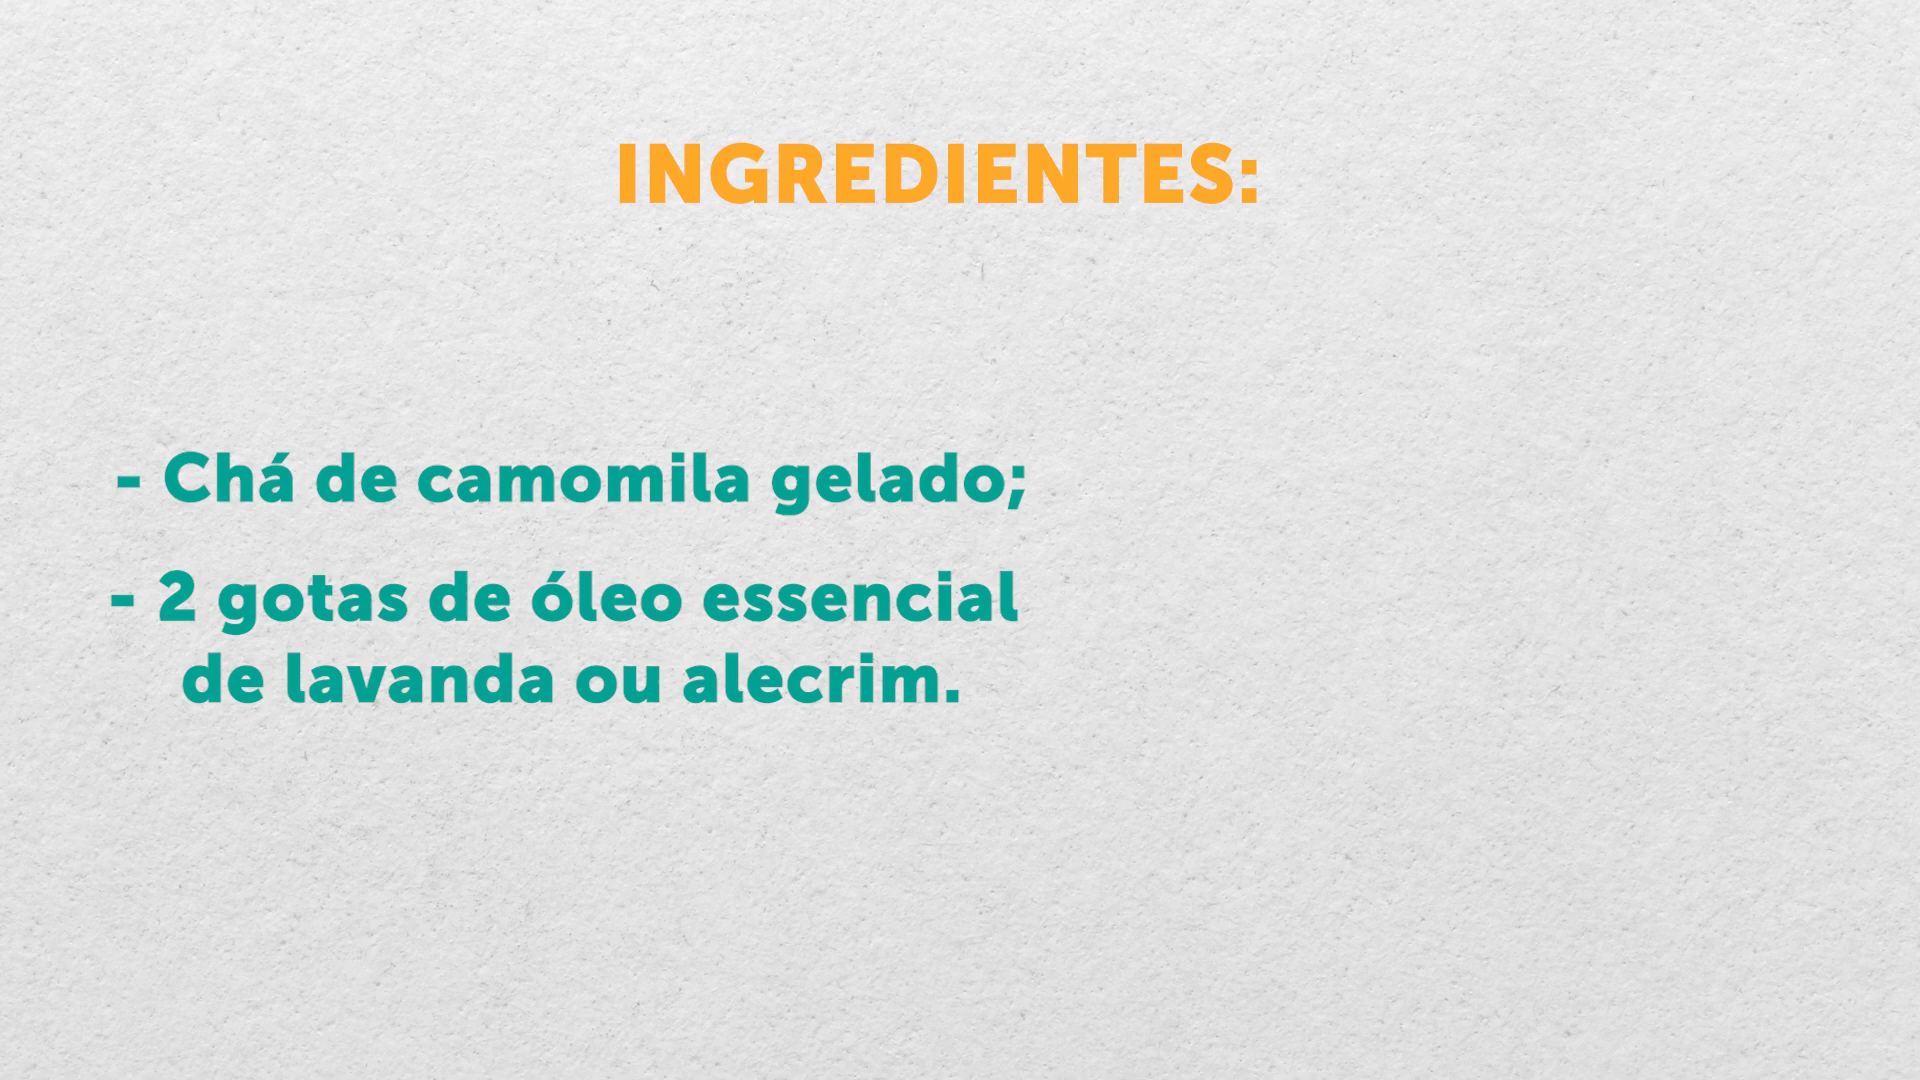 INGREDIENTES:
- Chá de camomila gelado;
- 2 gotas de óleo essencial
de lavanda ou alecrim.